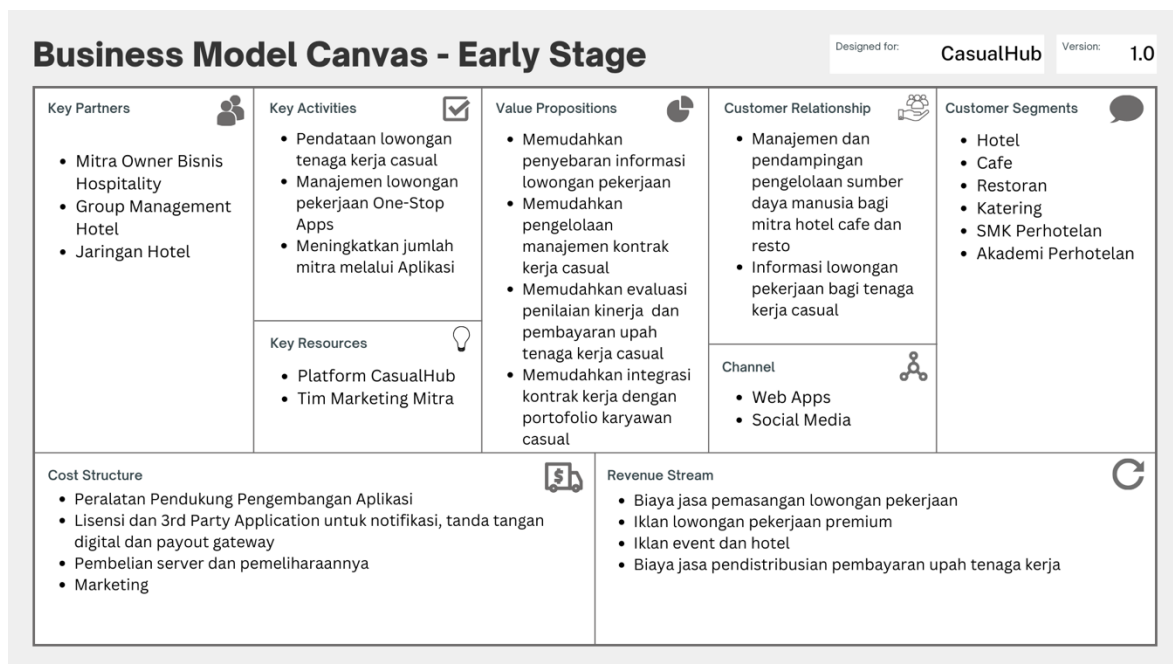 Business Model Canvas - Early Stage
Designed for:
CasualHub
Version:
1.0
Key Partners
• Mitra Owner Bisnis
Hospitality
• Group Management
Hotel
• Jaringan Hotel
Key Activities
• Pendataan lowongan
tenaga kerja casual
• Manajemen lowongan
pekerjaan One-Stop
Apps
• Meningkatkan jumlah
mitra melalui Aplikasi
Key Resources
• Platform CasualHub
• Tim Marketing Mitra
Value Propositions
• Memudahkan
penyebaran informasi
lowongan pekerjaan
• Memudahkan
pengelolaan
manajemen kontrak
kerja casual
• Memudahkan evaluasi
penilaian kinerja dan
pembayaran upah
tenaga kerja casual
• Memudahkan integrasi
kontrak kerja dengan
portofolio karyawan
casual
Customer Relationship
• Manajemen dan
pendampingan
pengelolaan sumber
daya manusia bagi
mitra hotel cafe dan
resto
• Informasi lowongan
pekerjaan bagi tenaga
kerja casual
Channel
• Web Apps
• Social Media
Customer Segments
• Hotel
• Cafe
• Restoran
• Katering
• SMK Perhotelan
• Akademi Perhotelan
Cost Structure
$
• Peralatan Pendukung Pengembangan Aplikasi
• Lisensi dan 3rd Party Application untuk notifikasi, tanda tangan
digital dan payout gateway
• Pembelian server dan pemeliharaannya
• Marketing
Revenue Stream
• Biaya jasa pemasangan lowongan pekerjaan
• Iklan lowongan pekerjaan premium
• Iklan event dan hotel
• Biaya jasa pendistribusian pembayaran upah tenaga kerja